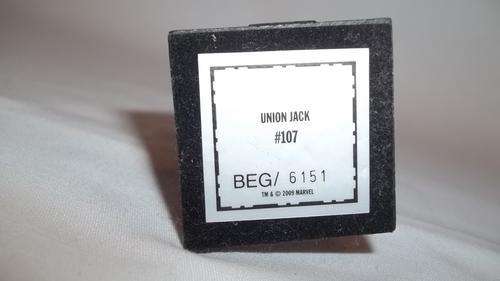 UNION JACK
#107
BEG/ 6151
TM & © 2009 MARVEL